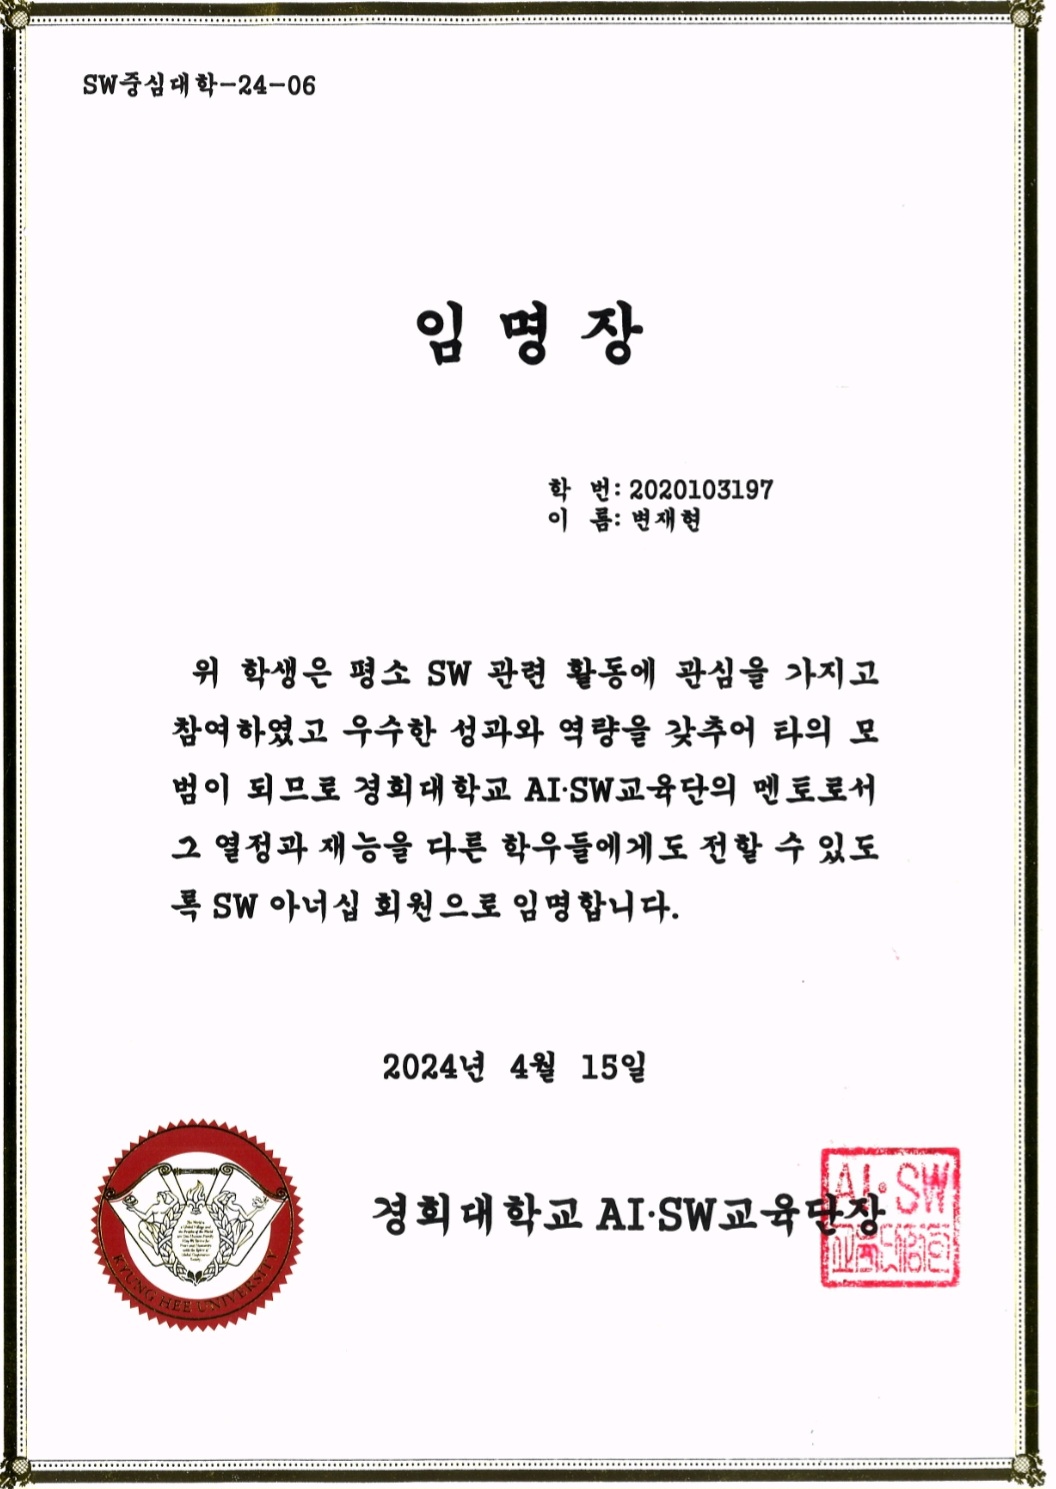 SW중심대학-24-06
임 명 장
학 번: 2020103197
이 름: 변재현
위 학생은 평소 SW 관련 활동에 관심을 가지고
참여하였고 우수한 성과와 역량을 갖추어 타의 모
범이 되므로 경희대학교 AI·SW교육단의 멘토로서
그 열정과 재능을 다른 학우들에게도 전할 수 있도
록 SW 아너십 회원으로 임명합니다.
2024년 4월 15일
경희대학교 AI·SW교육단장
AI·SW
KYUNG HEE UNIVERSITY